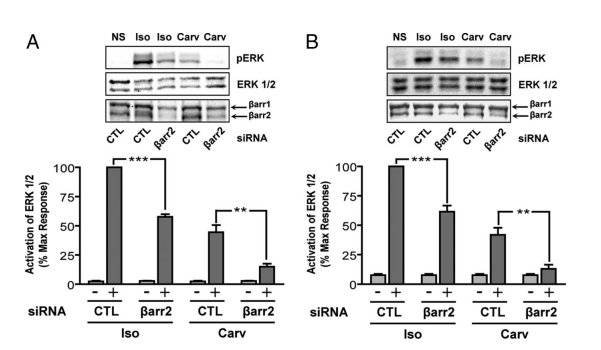 A
NS Iso Iso Carv Carv
pERK
ERK 1/2
βarr1
βarr2
CTL CTL βarr2 CTL βarr2
siRNA
Activation of ERK 1/2
(% Max Response)
100
75
50
25
0
***
**
- + - + - + - +
siRNA CTL βarr2 CTL βarr2
Iso Carv
B
NS Iso Iso Carv Carv
pERK
ERK 1/2
βarr1
βarr2
CTL CTL βarr2 CTL βarr2
siRNA
Activation of ERK 1/2
(% Max Response)
100
75
50
25
0
***
**
- + - + - + - +
siRNA CTL βarr2 CTL βarr2
Iso Carv